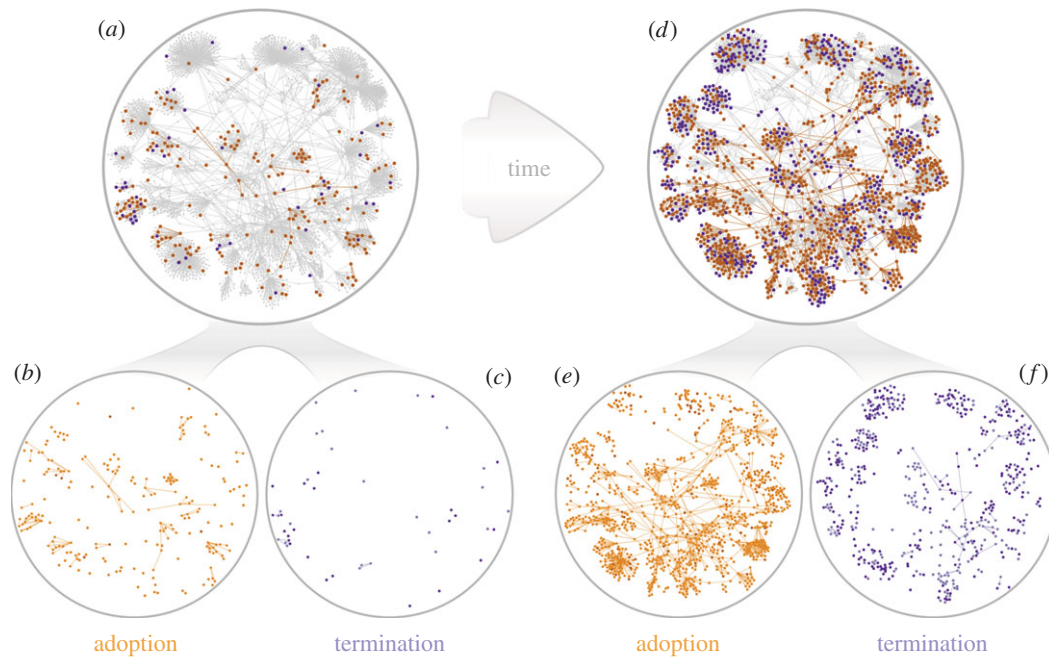 (a)
(d)
time
(b)
(c)
(e)
(f)
adoption
termination
adoption
termination